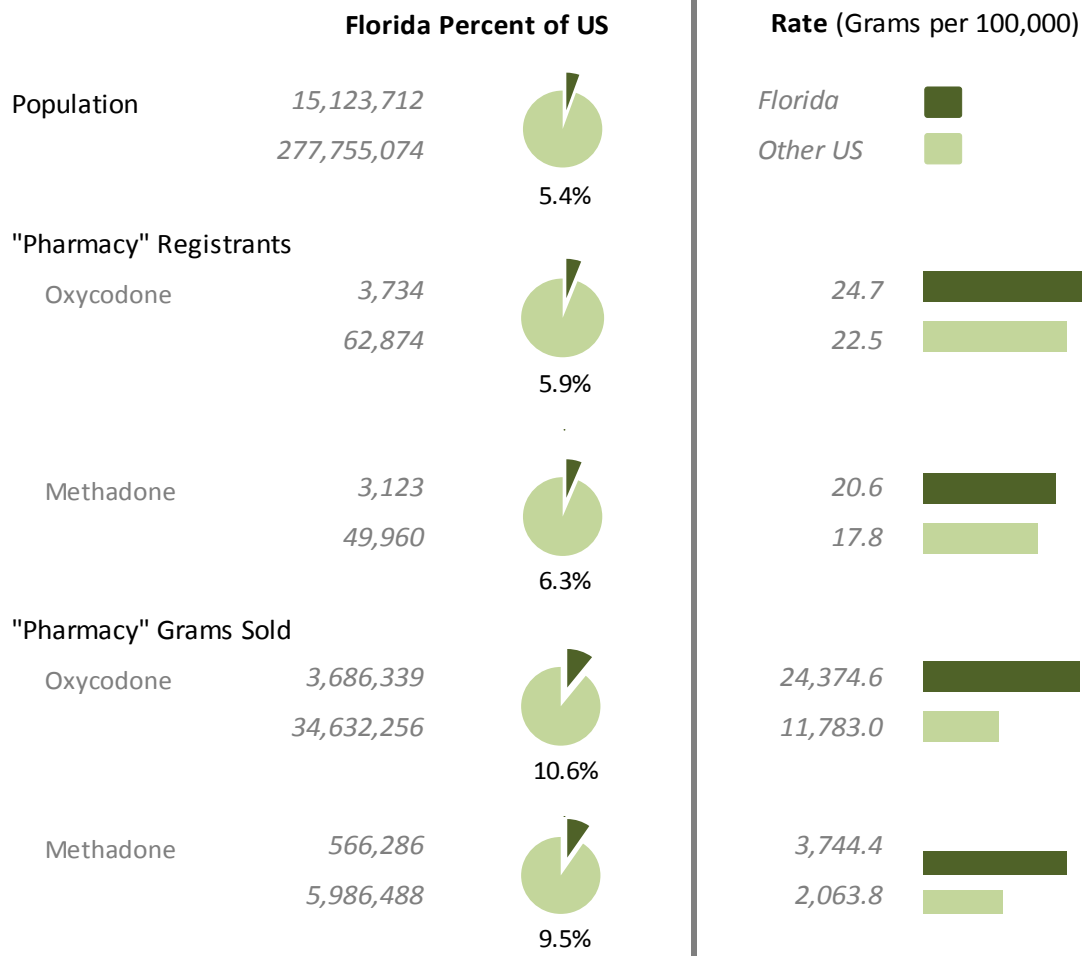 Florida Percent of US
Rate (Grams per 100,000)
Population 15,123,712 Florida
277,755,074 Other US
5.4%
"Pharmacy" Registrants
Oxycodone 3,734 24.7
62,874 22.5
5.9%
Methadone 3,123 20.6
49,960 17.8
6.3%
"Pharmacy" Grams Sold
Oxycodone 3,686,339 24,374.6
34,632,256 11,783.0
10.6%
Methadone 566,286 3,744.4
5,986,488 2,063.8
9.5%